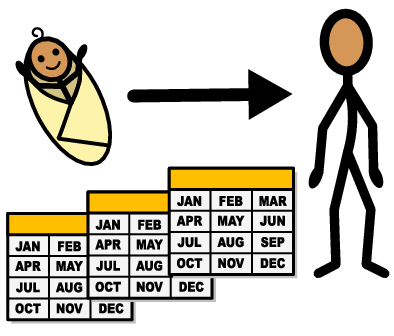 JAN FEB
APR MAY
JUL AUG
OCT NOV DEC
JAN FEB
APR MAY
JUL AUG
OCT NOV DEC
JAN FEB MAR
APR MAY JUN
JUL AUG SEP
OCT NOV DEC